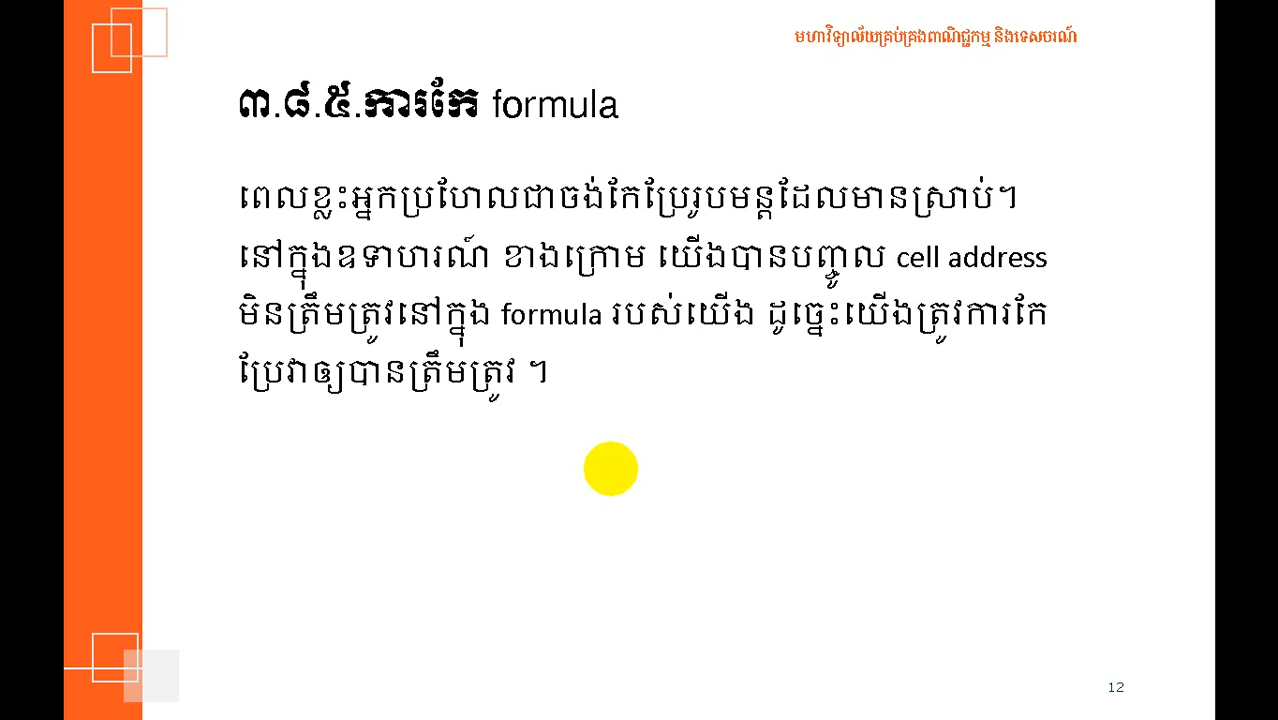 មហាវិទ្យាល័យគ្រប់គ្រងពាណិជ្ជកម្ម និងទេសចរណ៍
៣.៨.៥.ការកែ formula
ពេលខ្លះអ្នកប្រហែលជាចង់កែប្រែរូបមន្តដែលមានស្រាប់។
នៅក្នុងឧទាហរណ៍ ខាងក្រោម យើងបានបញ្ចូល cell address
មិនត្រឹមត្រូវនៅក្នុង formula របស់យើង ដូច្នេះយើងត្រូវការកែ
ប្រែវាឲ្យបានត្រឹមត្រូវ ។
12